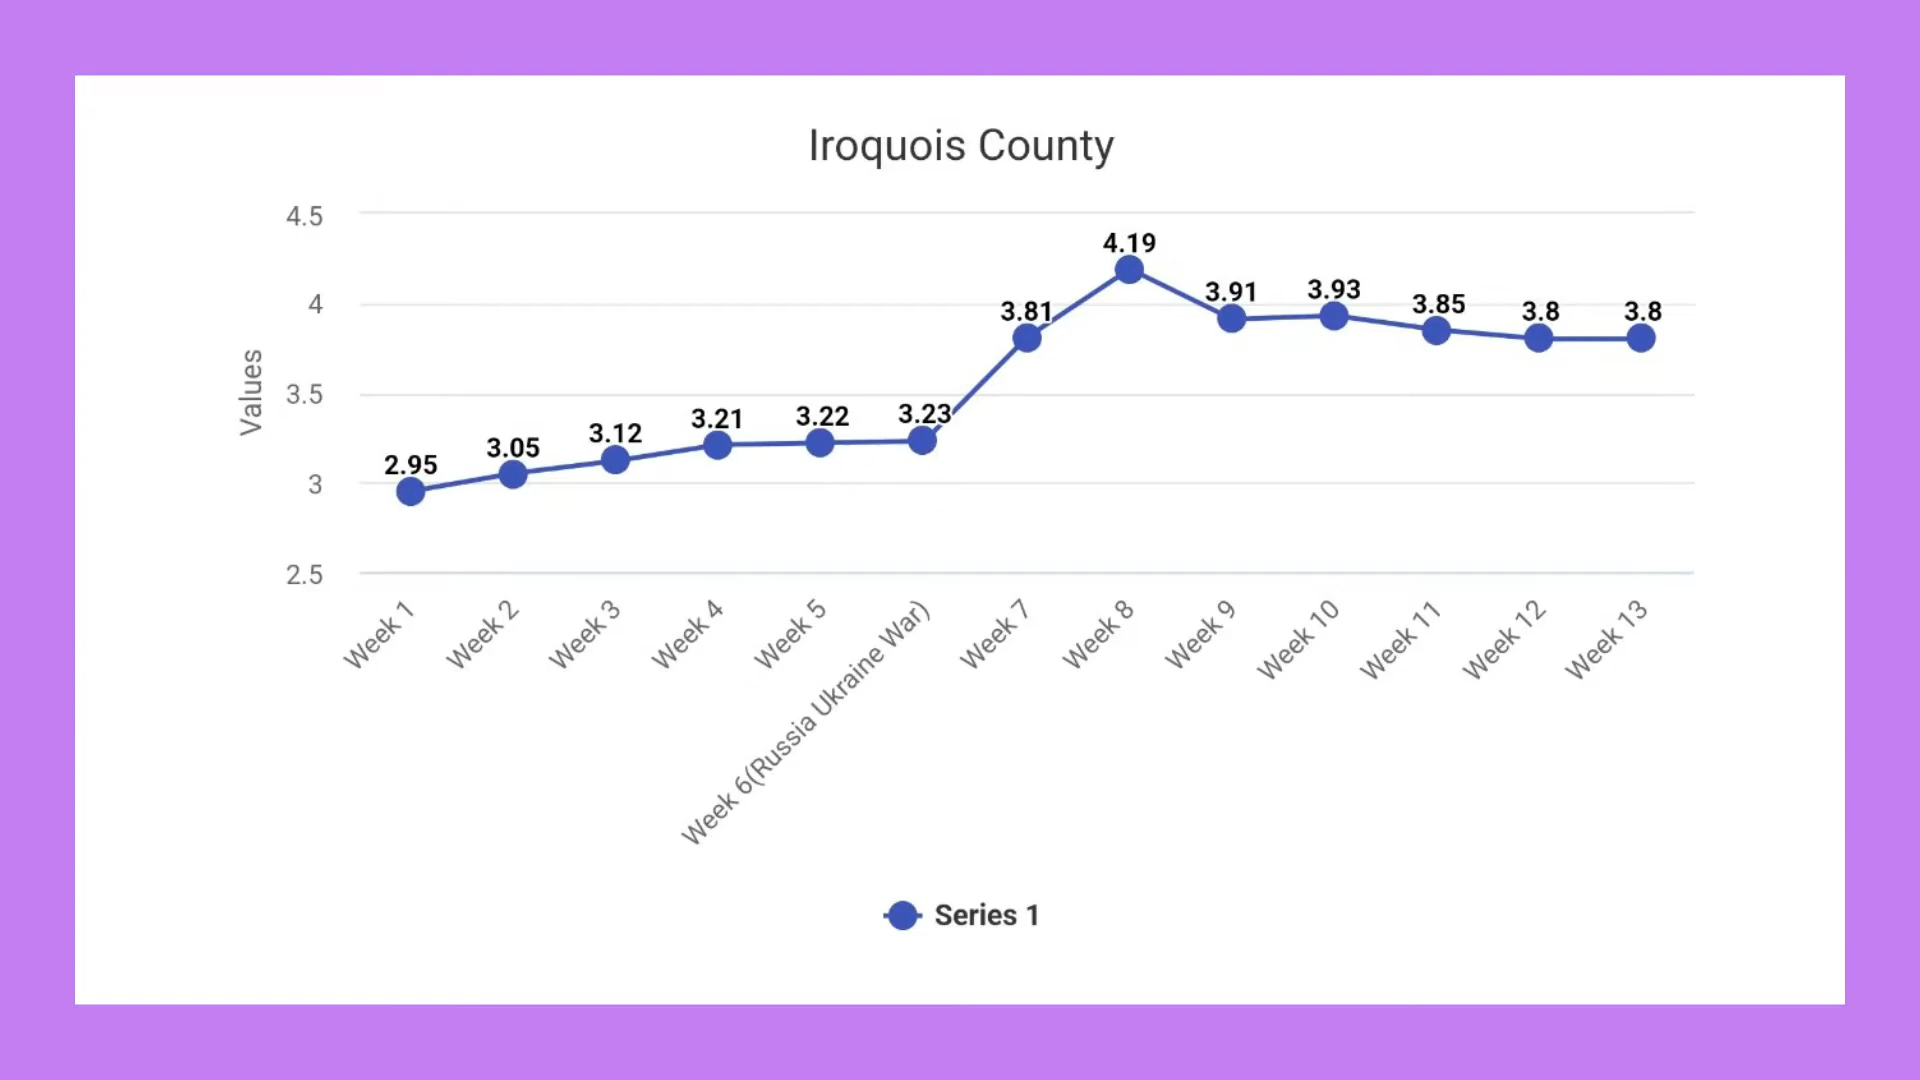 Iroquois County
4.5
4
3.5
3
2.5
Values
2.95
3.05
3.12
3.21
3.22
3.23
3.81
4.19
3.91
3.93
3.85
3.8
3.8
Week 1
Week 2
Week 3
Week 4
Week 5
Week 6(Russia Ukraine War)
Week 7
Week 8
Week 9
Week 10
Week 11
Week 12
Week 13
Series 1